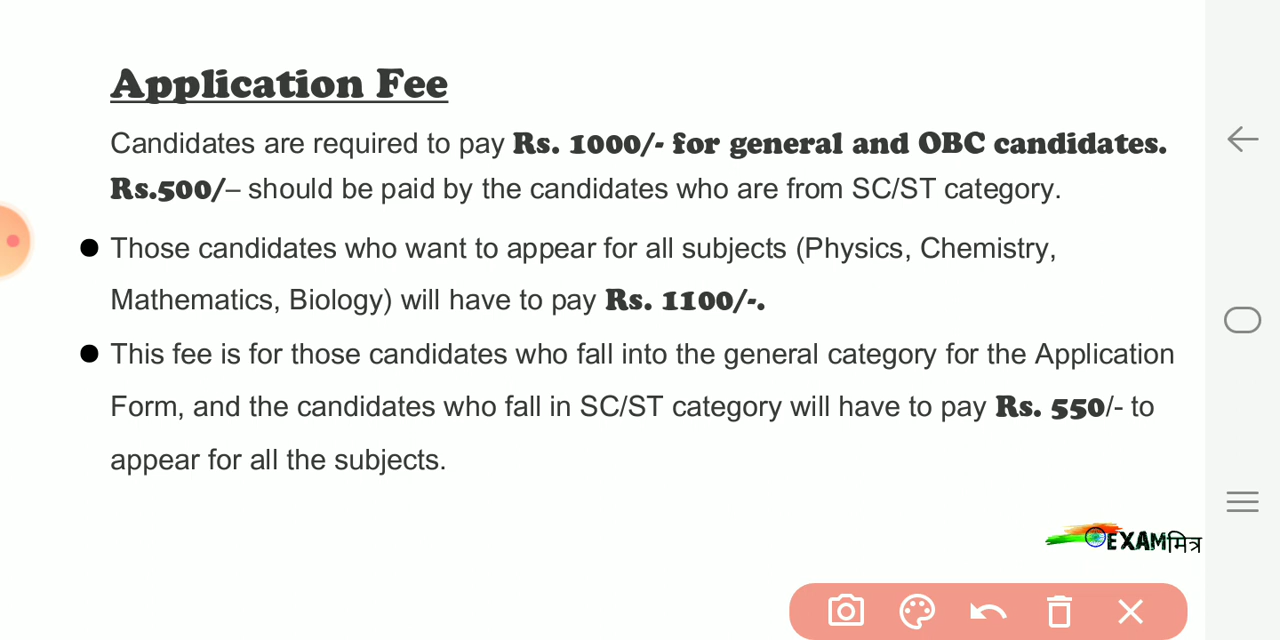 Application Fee
Candidates are required to pay Rs. 1000/- for general and OBC candidates.
Rs.500/– should be paid by the candidates who are from SC/ST category.
● Those candidates who want to appear for all subjects (Physics, Chemistry,
Mathematics, Biology) will have to pay Rs. 1100/-.
● This fee is for those candidates who fall into the general category for the Application
Form, and the candidates who fall in SC/ST category will have to pay Rs. 550/- to
appear for all the subjects.
EXAMमित्र